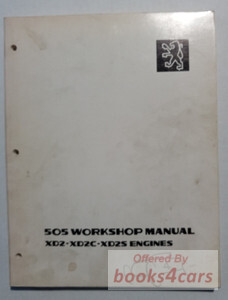 505 WORKSHOP MANUAL
XD2 - XD2C - XD2S ENGINES
Offered By
books4cars